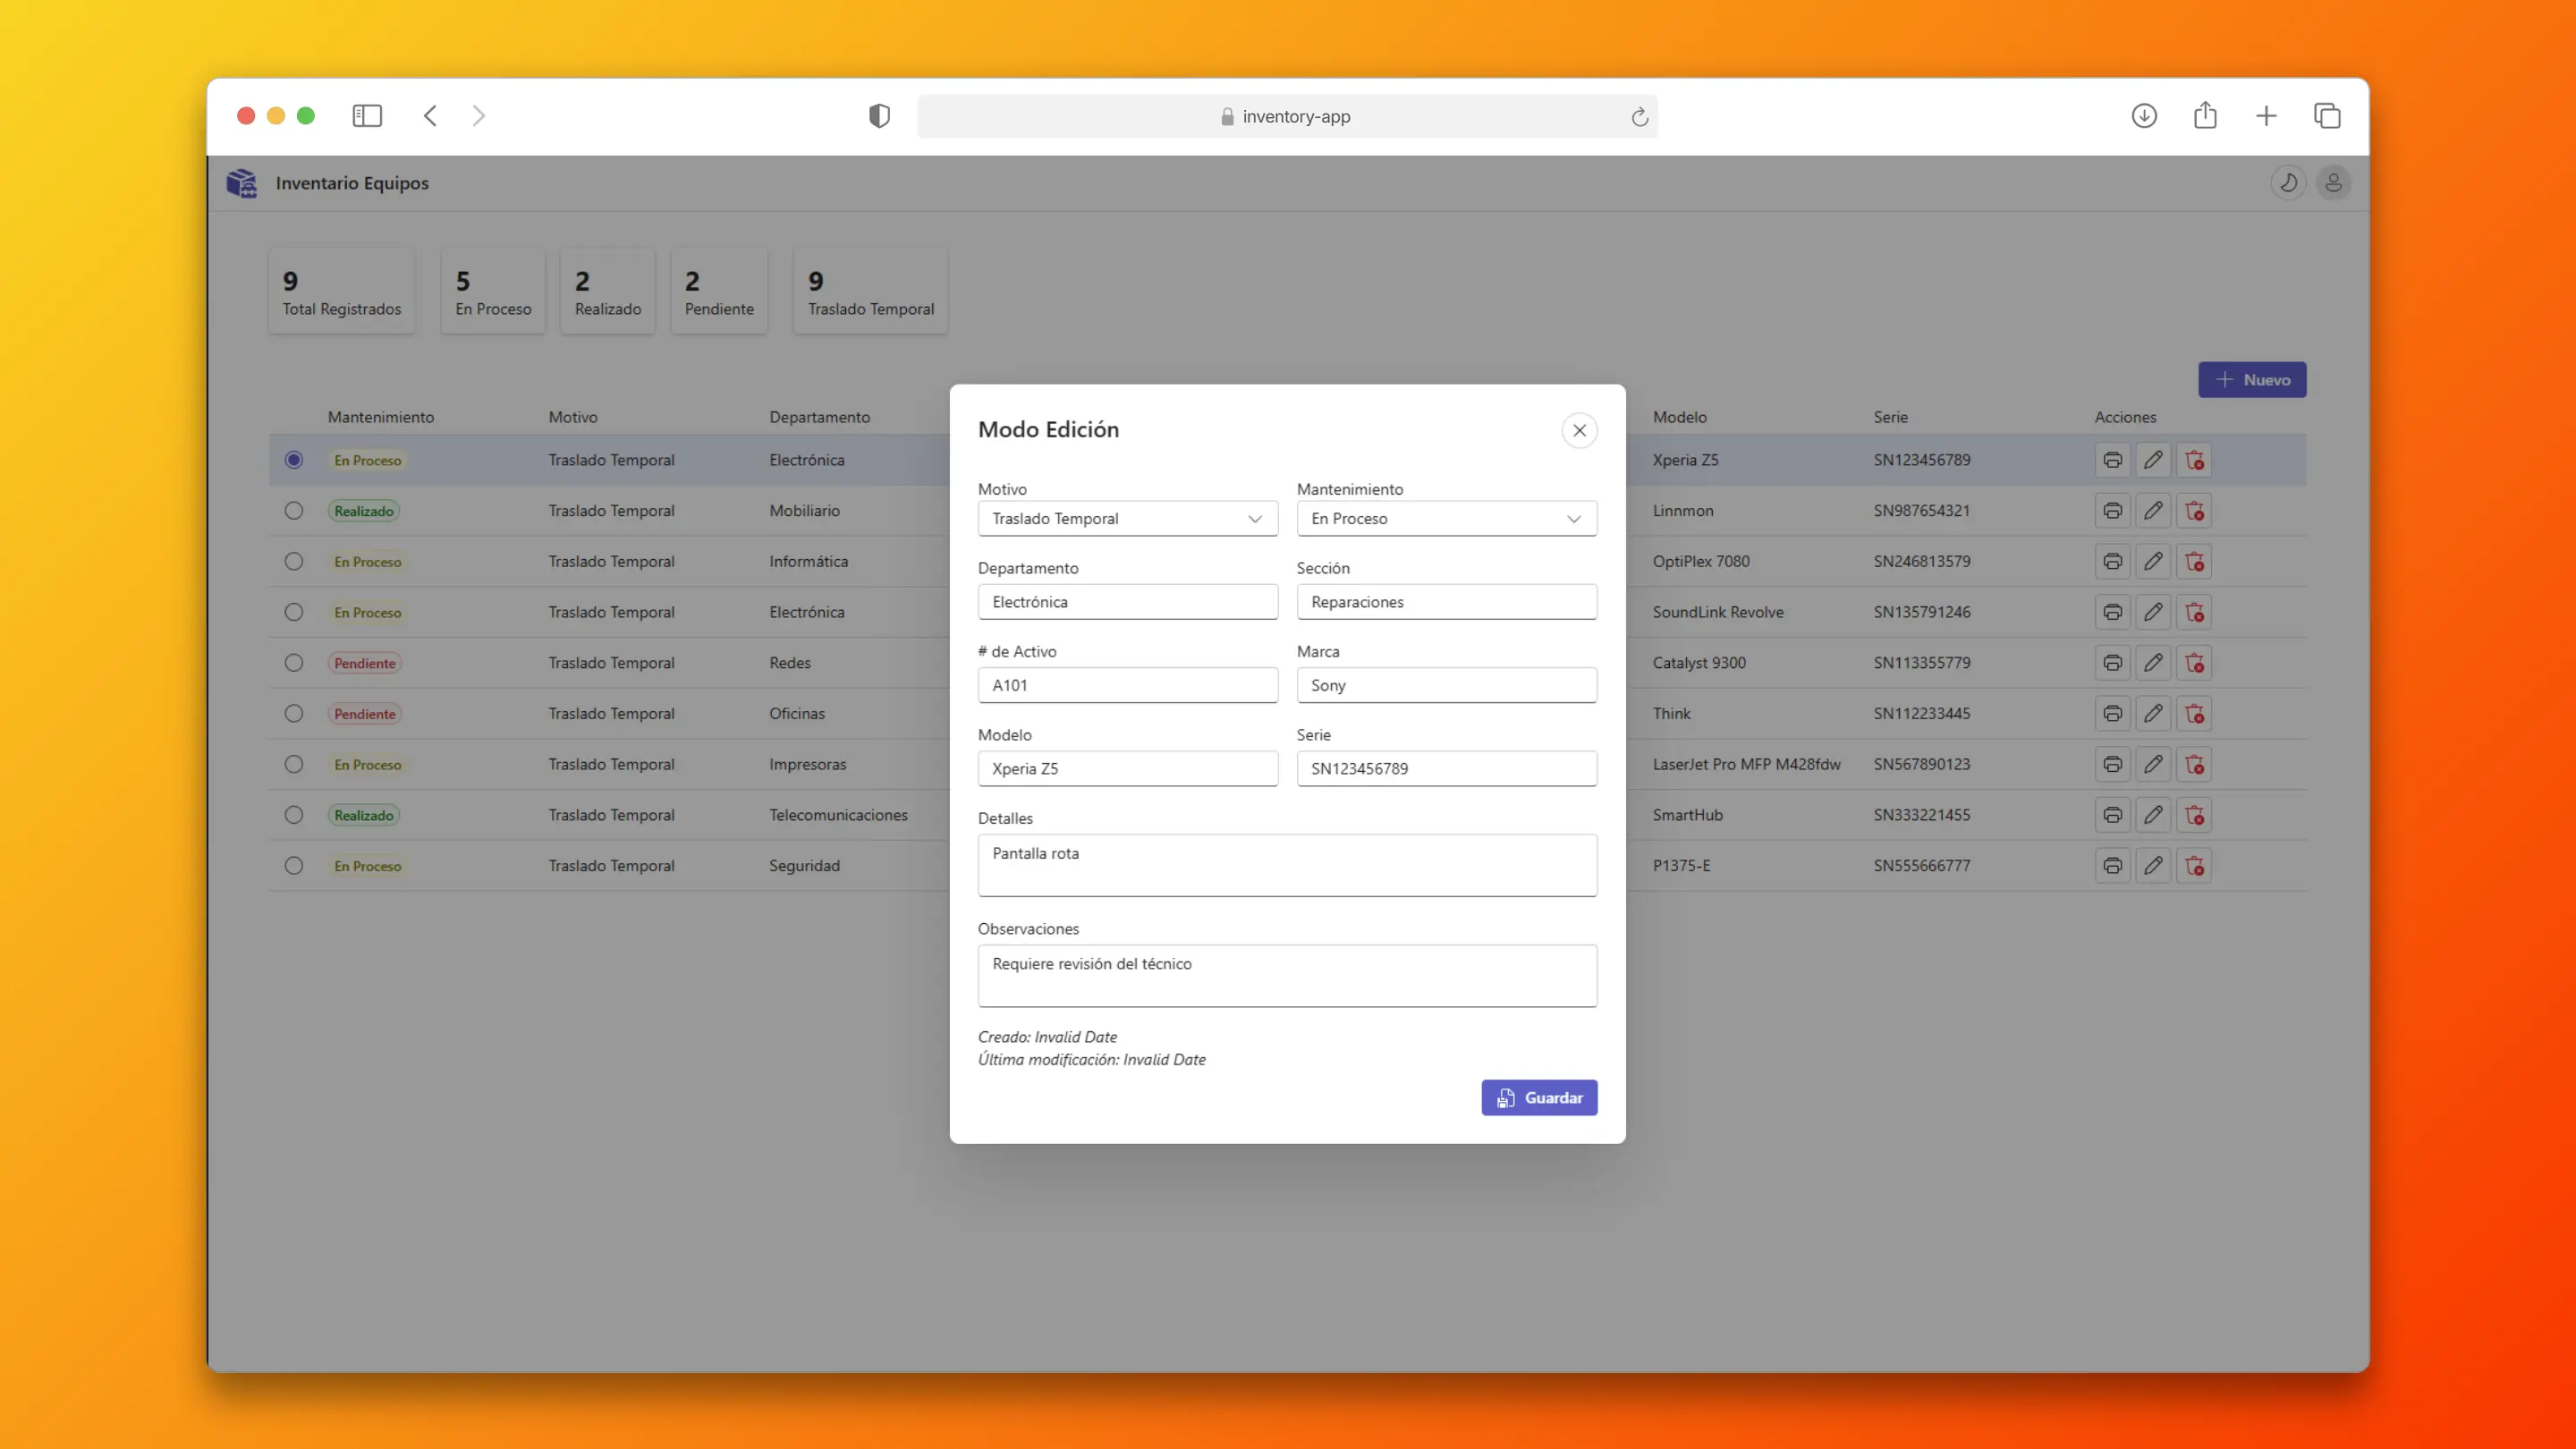 inventory-app
Inventario Equipos
9 5 2 2 9
Total Registrados En Proceso Realizado Pendiente Traslado Temporal
Nuevo
Mantenimiento Motivo Departamento Modelo Serie Acciones
En Proceso Traslado Temporal Electrónica Xperia Z5 SN123456789
Realizado Traslado Temporal Mobiliario Linnmon SN987654321
En Proceso Traslado Temporal Informática OptiPlex 7080 SN246813579
En Proceso Traslado Temporal Electrónica SoundLink Revolve SN135791246
Pendiente Traslado Temporal Redes Catalyst 9300 SN113355779
Pendiente Traslado Temporal Oficinas Think SN112233445
En Proceso Traslado Temporal Impresoras LaserJet Pro MFP M428fdw SN567890123
Realizado Traslado Temporal Telecomunicaciones SmartHub SN333221455
En Proceso Traslado Temporal Seguridad P1375-E SN555666777
Modo Edición
Motivo Mantenimiento
Traslado Temporal En Proceso
Departamento Sección
Electrónica Reparaciones
# de Activo Marca
A101 Sony
Modelo Serie
Xperia Z5 SN123456789
Detalles
Pantalla rota
Observaciones
Requiere revisión del técnico
Creado: Invalid Date
Última modificación: Invalid Date
Guardar